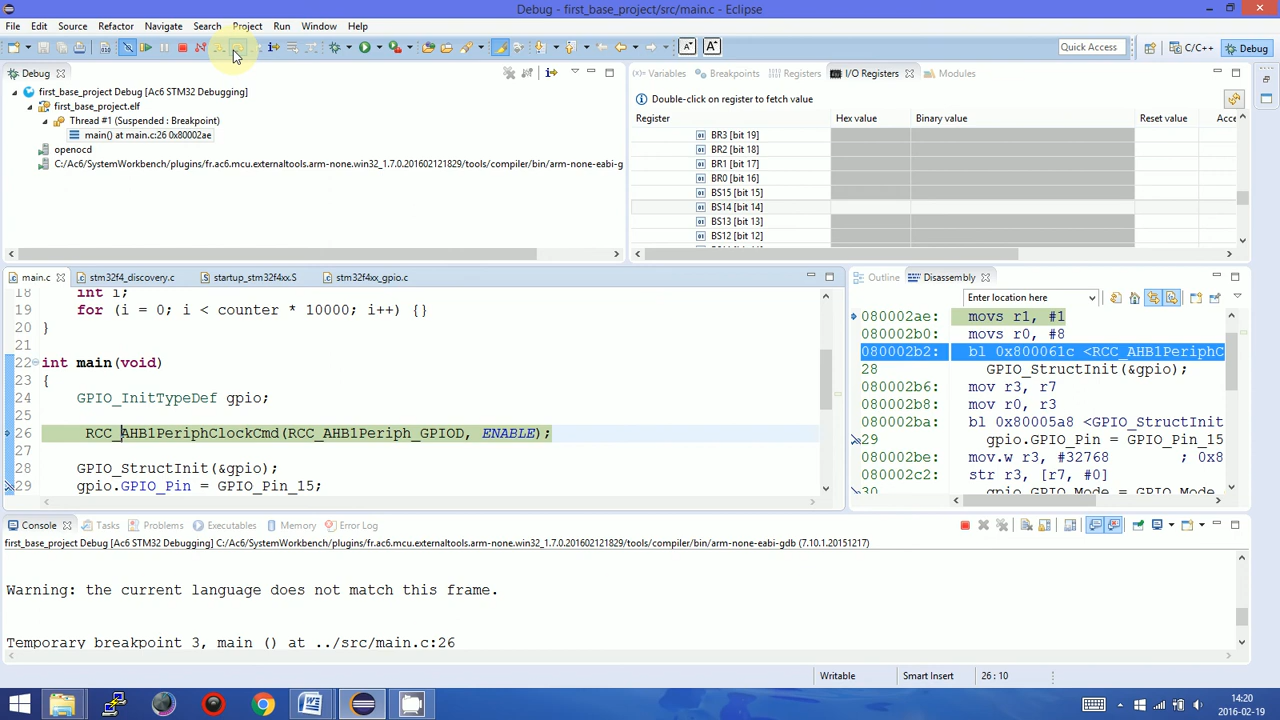 Debug - first_base_project/src/main.c - Eclipse
File Edit Source Refactor Navigate Search Project Run Window Help
Quick Access C/C++ Debug
Debug
first_base_project Debug [Ac6 STM32 Debugging]
first_base_project.elf
Thread #1 (Suspended : Breakpoint)
main() at main.c:26 0x80002ae
openocd
C:/Ac6/SystemWorkbench/plugins/fr.ac6.mcu.externaltools.arm-none.win32_1.7.0.201602121829/tools/compiler/bin/arm-none-eabi-g
Variables Breakpoints Registers I/O Registers Modules
Double-click on register to fetch value
Register Hex value Binary value Reset value Acce
BR3 [bit 19]
BR2 [bit 18]
BR1 [bit 17]
BR0 [bit 16]
BS15 [bit 15]
BS14 [bit 14]
BS13 [bit 13]
BS12 [bit 12]
main.c stm32f4_discovery.c startup_stm32f4xx.S stm32f4xx_gpio.c
18 int i;
19 for (i = 0; i < counter * 10000; i++) {}
20 }
21
22 int main(void)
23 {
24 GPIO_InitTypeDef gpio;
25
26 RCC_AHB1PeriphClockCmd(RCC_AHB1Periph_GPIOD, ENABLE);
27
28 GPIO_StructInit(&gpio);
29 gpio.GPIO_Pin = GPIO_Pin_15;
Outline Disassembly
Enter location here
080002ae: movs r1, #1
080002b0: movs r0, #8
080002b2: bl 0x800061c <RCC_AHB1PeriphC
28 GPIO_StructInit(&gpio);
080002b6: mov r3, r7
080002b8: mov r0, r3
080002ba: bl 0x80005a8 <GPIO_StructInit
29 gpio.GPIO_Pin = GPIO_Pin_15
080002be: mov.w r3, #32768 ; 0x8
080002c2: str r3, [r7, #0]
30 gpio.GPIO_Mode = GPIO_Mode
Console Tasks Problems Executables Memory Error Log
first_base_project Debug [Ac6 STM32 Debugging] C:/Ac6/SystemWorkbench/plugins/fr.ac6.mcu.externaltools.arm-none.win32_1.7.0.201602121829/tools/compiler/bin/arm-none-eabi-gdb (7.10.1.20151217)
Warning: the current language does not match this frame.
Temporary breakpoint 3, main () at ../src/main.c:26
Writable Smart Insert 26 : 10
14:20
2016-02-19